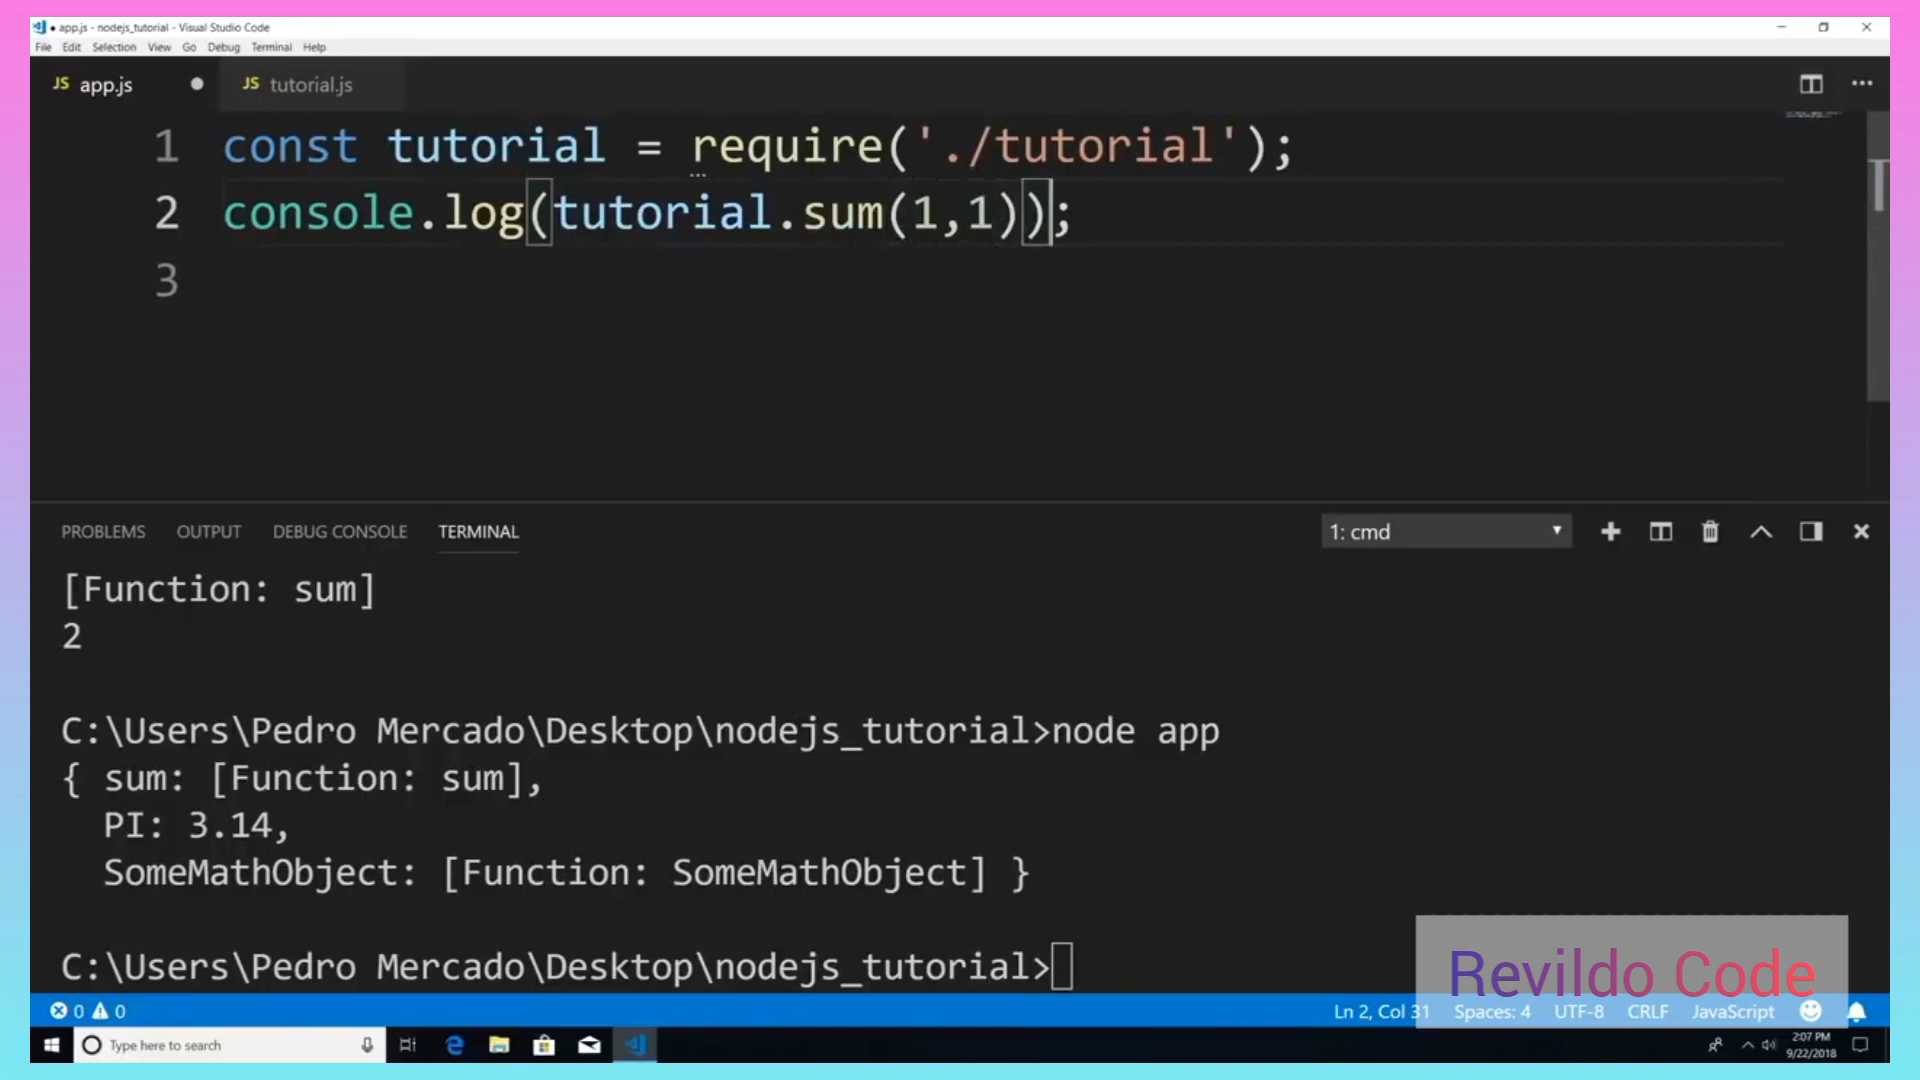 app.js - nodejs_tutorial - Visual Studio Code
File Edit Selection View Go Debug Terminal Help
JS app.js JS tutorial.js
1 const tutorial = require('./tutorial');
2 console.log(tutorial.sum(1,1));
3
PROBLEMS OUTPUT DEBUG CONSOLE TERMINAL 1: cmd
[Function: sum]
2
C:\Users\Pedro Mercado\Desktop\nodejs_tutorial>node app
{ sum: [Function: sum],
PI: 3.14,
SomeMathObject: [Function: SomeMathObject] }
C:\Users\Pedro Mercado\Desktop\nodejs_tutorial>
Revildo Code
0 0 Ln 2, Col 31 Spaces: 4 UTF-8 CRLF JavaScript
Type here to search 2:07 PM
9/22/2018